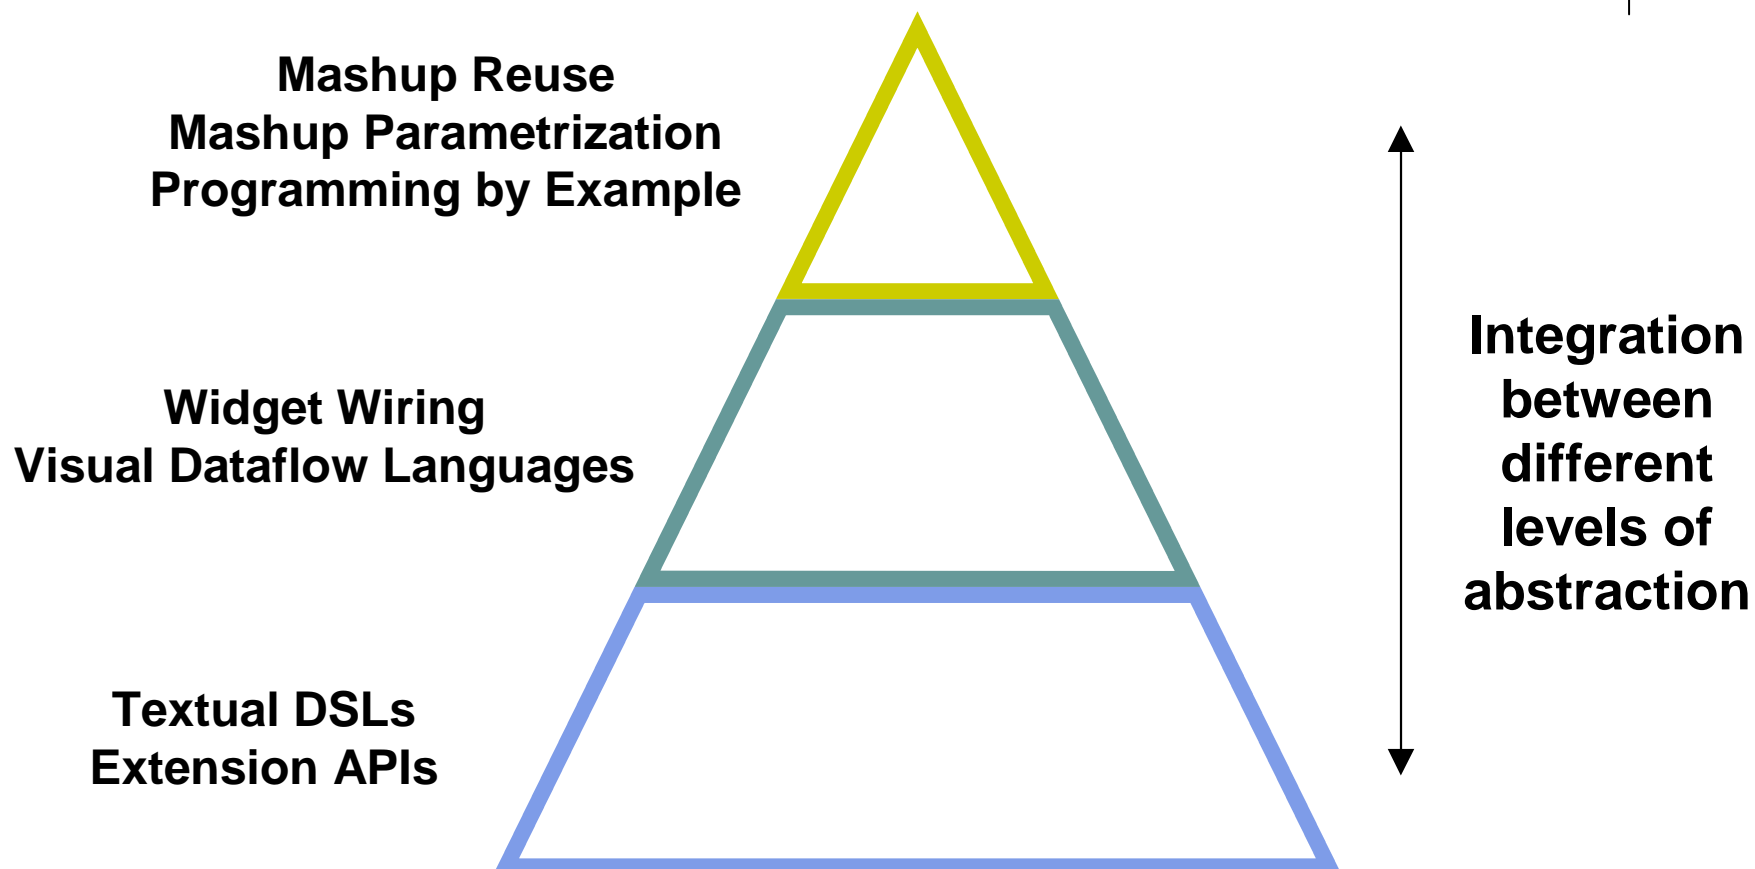 Mashup Reuse
Mashup Parametrization
Programming by Example
Widget Wiring
Visual Dataflow Languages
Textual DSLs
Extension APIs
Integration
between
different
levels of
abstraction